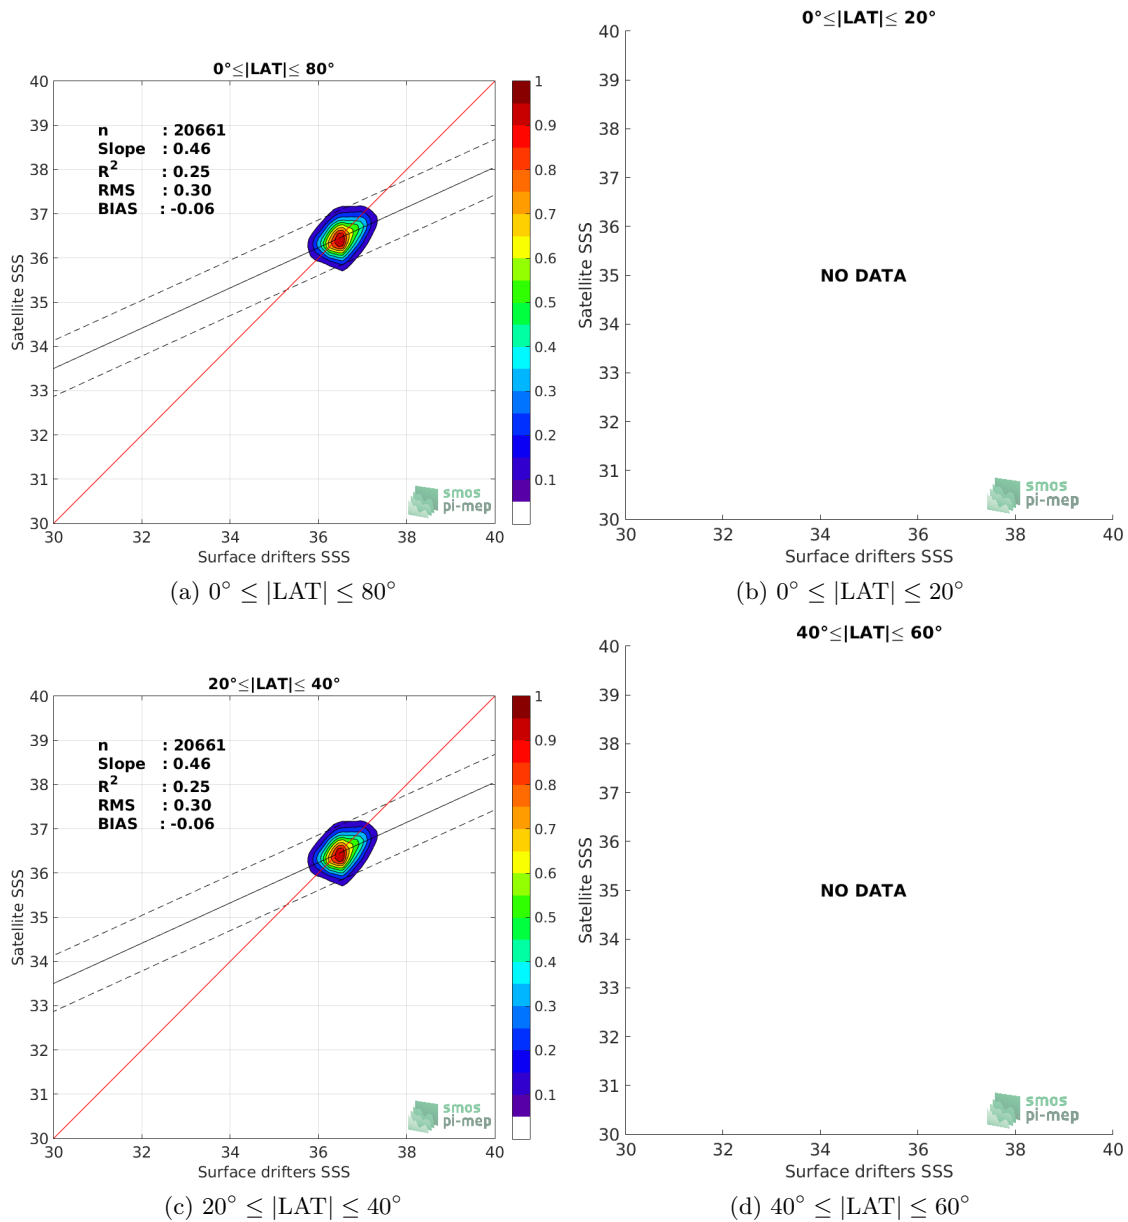 0°≤|LAT|≤ 80°
40
39
38
37
36
35
34
33
32
31
30
n : 20661
Slope : 0.46
R² : 0.25
RMS : 0.30
BIAS : -0.06
1
0.9
0.8
0.7
0.6
0.5
0.4
0.3
0.2
0.1
smos
pi-mep
30 32 34 36 38 40
Surface drifters SSS
Satellite SSS
(a) 0° ≤ |LAT| ≤ 80°
0°≤|LAT|≤ 20°
40
39
38
37
36
35
34
33
32
31
30
NO DATA
smos
pi-mep
30 32 34 36 38 40
Surface drifters SSS
Satellite SSS
(b) 0° ≤ |LAT| ≤ 20°
20°≤|LAT|≤ 40°
40
39
38
37
36
35
34
33
32
31
30
n : 20661
Slope : 0.46
R² : 0.25
RMS : 0.30
BIAS : -0.06
1
0.9
0.8
0.7
0.6
0.5
0.4
0.3
0.2
0.1
smos
pi-mep
30 32 34 36 38 40
Surface drifters SSS
Satellite SSS
(c) 20° ≤ |LAT| ≤ 40°
40°≤|LAT|≤ 60°
40
39
38
37
36
35
34
33
32
31
30
NO DATA
smos
pi-mep
30 32 34 36 38 40
Surface drifters SSS
Satellite SSS
(d) 40° ≤ |LAT| ≤ 60°